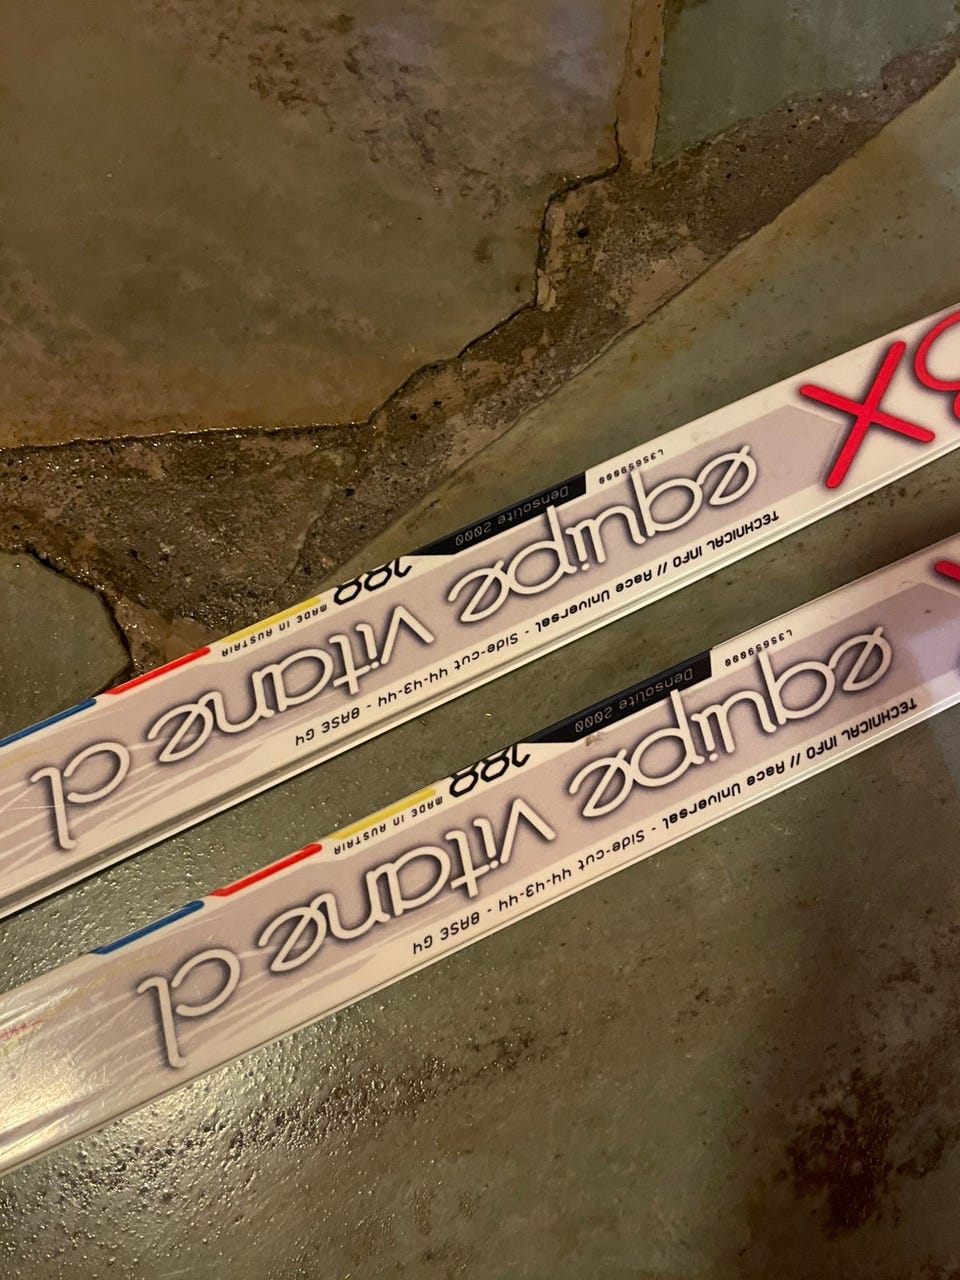 X
TECHNICAL INFO // Race Universal - Side-cut 44-43-44 - BASE G4
equipe vitane cl
L35659000
Densolite 2000
188
MADE IN AUSTRIA
TECHNICAL INFO // Race Universal - Side-cut 44-43-44 - BASE G4
equipe vitane cl
L35659000
Densolite 2000
188
MADE IN AUSTRIA